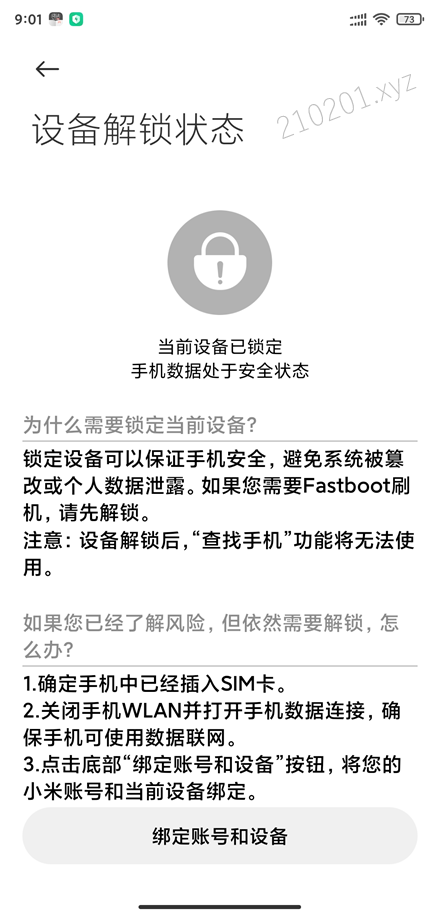 9:01
73
设备解锁状态
210201.xyz
当前设备已锁定
手机数据处于安全状态
为什么需要锁定当前设备?
锁定设备可以保证手机安全，避免系统被篡
改或个人数据泄露。如果您需要Fastboot刷
机，请先解锁。
注意：设备解锁后，“查找手机”功能将无法使
用。
如果您已经了解风险，但依然需要解锁，怎
么办?
1.确定手机中已经插入SIM卡。
2.关闭手机WLAN并打开手机数据连接，确
保手机可使用数据联网。
3.点击底部“绑定账号和设备”按钮，将您的
小米账号和当前设备绑定。
绑定账号和设备